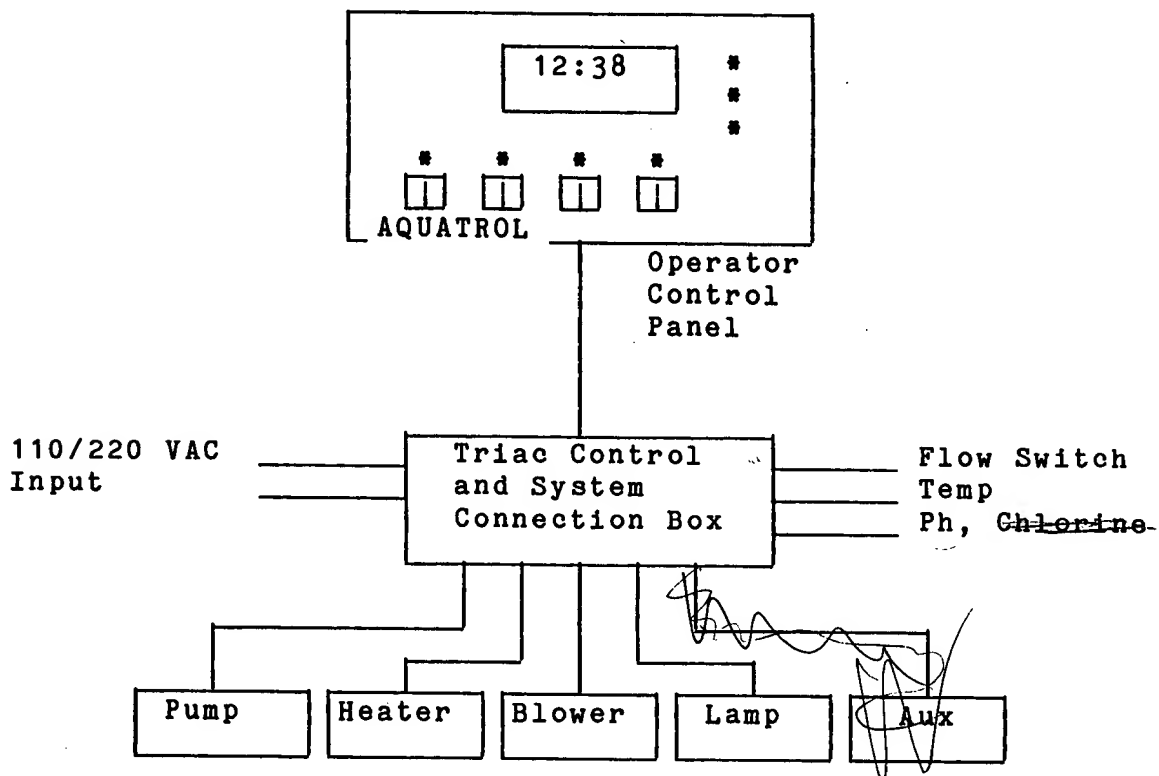 12:38
*
*
*
* * * *
AQUATROL
Operator
Control
Panel
110/220 VAC
Input
Triac Control
and System
Connection Box
Flow Switch
Temp
Ph, Chlorine
Pump
Heater
Blower
Lamp
Aux